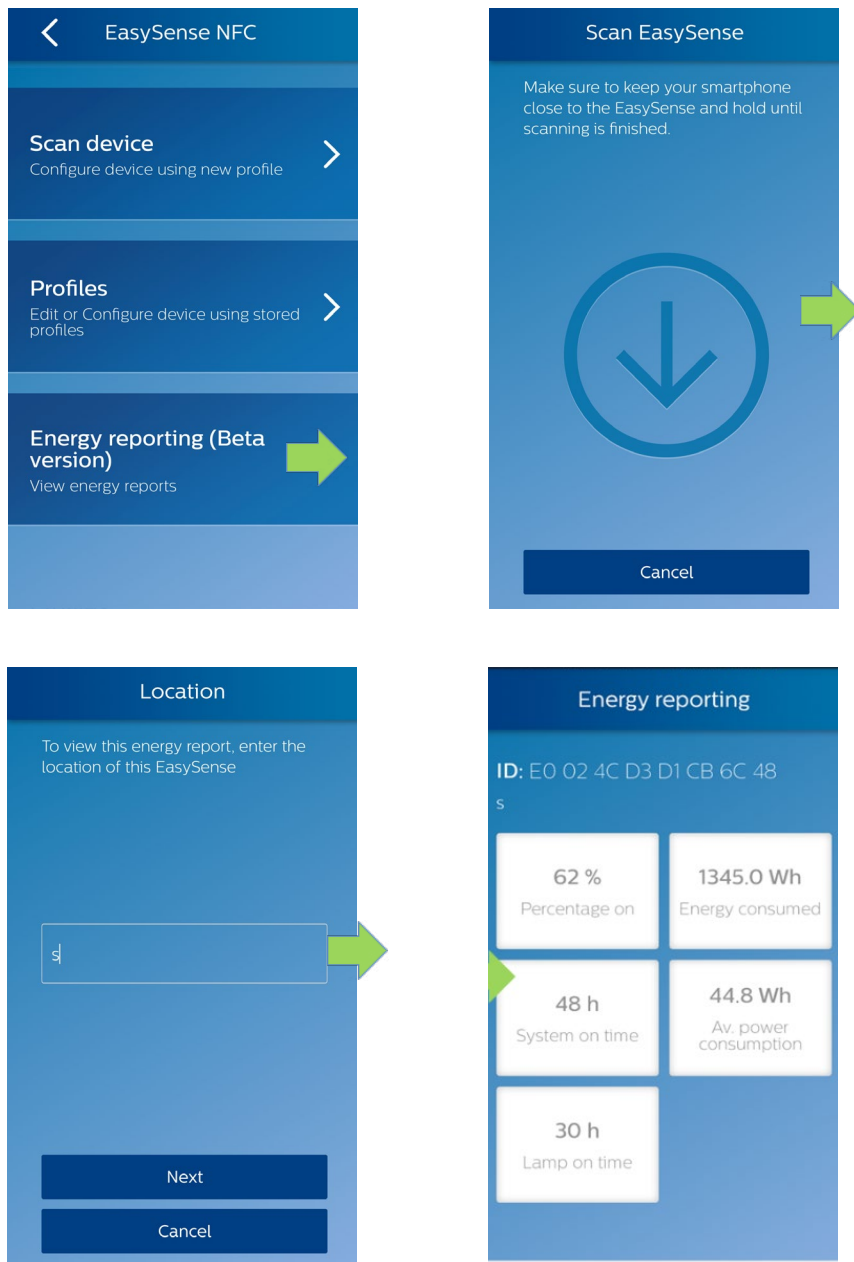 EasySense NFC
Scan device
Configure device using new profile
Profiles
Edit or Configure device using stored
profiles
Energy reporting (Beta
version)
View energy reports
Scan EasySense
Make sure to keep your smartphone
close to the EasySense and hold until
scanning is finished.
Cancel
Location
To view this energy report, enter the
location of this EasySense
s
Next
Cancel
Energy reporting
ID: E0 02 4C D3 D1 CB 6C 48
s
62 %
Percentage on
1345.0 Wh
Energy consumed
48 h
System on time
44.8 Wh
Av. power
consumption
30 h
Lamp on time